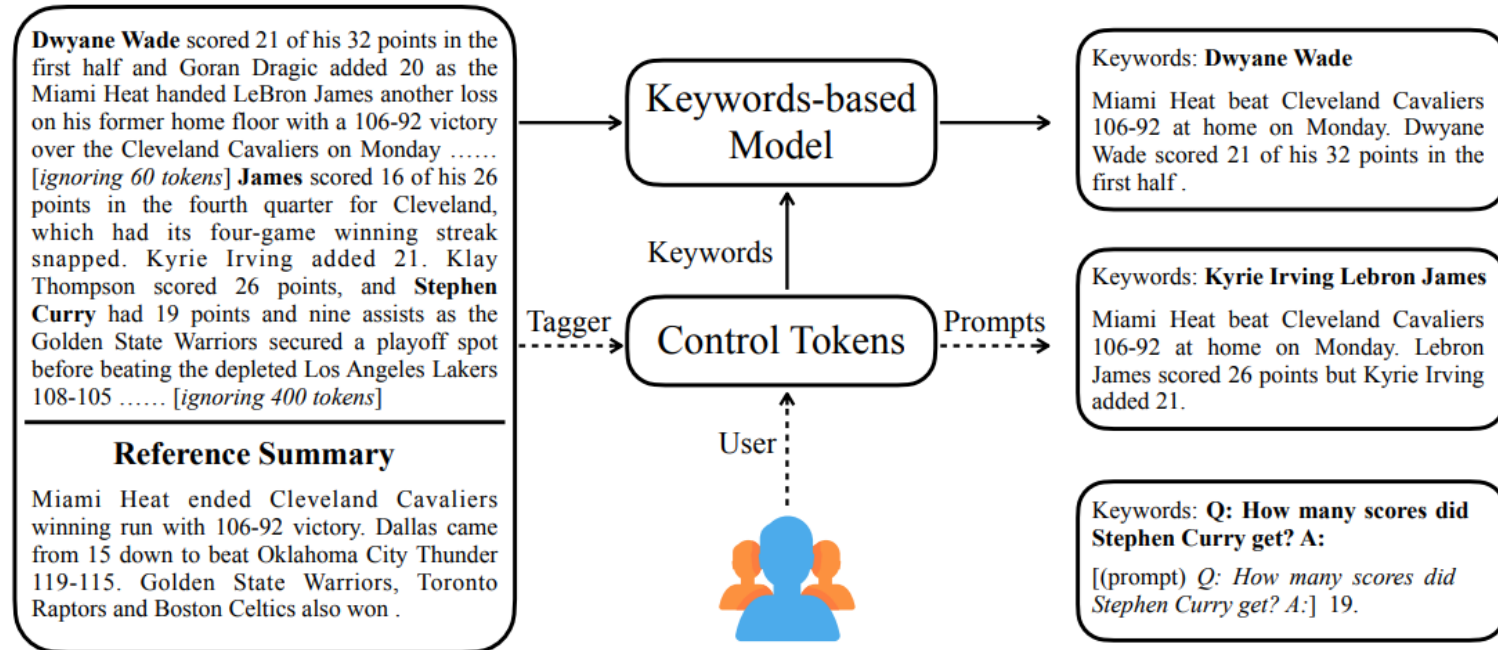 Dwyane Wade scored 21 of his 32 points in the
first half and Goran Dragic added 20 as the
Miami Heat handed LeBron James another loss
on his former home floor with a 106-92 victory
over the Cleveland Cavaliers on Monday ……
[ignoring 60 tokens] James scored 16 of his 26
points in the fourth quarter for Cleveland,
which had its four-game winning streak
snapped. Kyrie Irving added 21. Klay
Thompson scored 26 points, and Stephen
Curry had 19 points and nine assists as the
Golden State Warriors secured a playoff spot
before beating the depleted Los Angeles Lakers
108-105 …… [ignoring 400 tokens]
Reference Summary
Miami Heat ended Cleveland Cavaliers
winning run with 106-92 victory. Dallas came
from 15 down to beat Oklahoma City Thunder
119-115. Golden State Warriors, Toronto
Raptors and Boston Celtics also won .
Keywords-based
Model
Keywords
Tagger
Control Tokens
Prompts
User
Keywords: Dwyane Wade
Miami Heat beat Cleveland Cavaliers
106-92 at home on Monday. Dwyane
Wade scored 21 of his 32 points in the
first half .
Keywords: Kyrie Irving Lebron James
Miami Heat beat Cleveland Cavaliers
106-92 at home on Monday. Lebron
James scored 26 points but Kyrie Irving
added 21.
Keywords: Q: How many scores did
Stephen Curry get? A:
[(prompt) Q: How many scores did
Stephen Curry get? A:] 19.